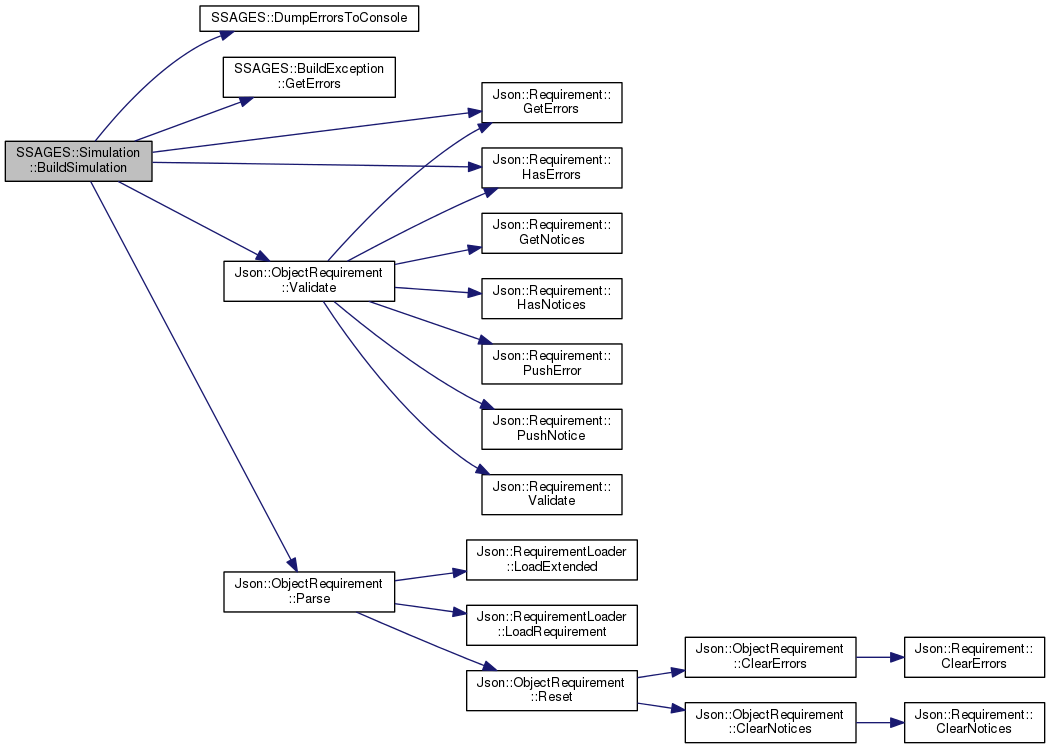 SSAGES::DumpErrorsToConsole
SSAGES::BuildException
::GetErrors
Json::Requirement::
GetErrors
SSAGES::Simulation
::BuildSimulation
Json::Requirement::
HasErrors
Json::Requirement::
GetNotices
Json::ObjectRequirement
::Validate
Json::Requirement::
HasNotices
Json::Requirement::
PushError
Json::Requirement::
PushNotice
Json::Requirement::
Validate
Json::RequirementLoader
::LoadExtended
Json::ObjectRequirement
::Parse
Json::RequirementLoader
::LoadRequirement
Json::ObjectRequirement
::ClearErrors
Json::Requirement::
ClearErrors
Json::ObjectRequirement
::Reset
Json::ObjectRequirement
::ClearNotices
Json::Requirement::
ClearNotices